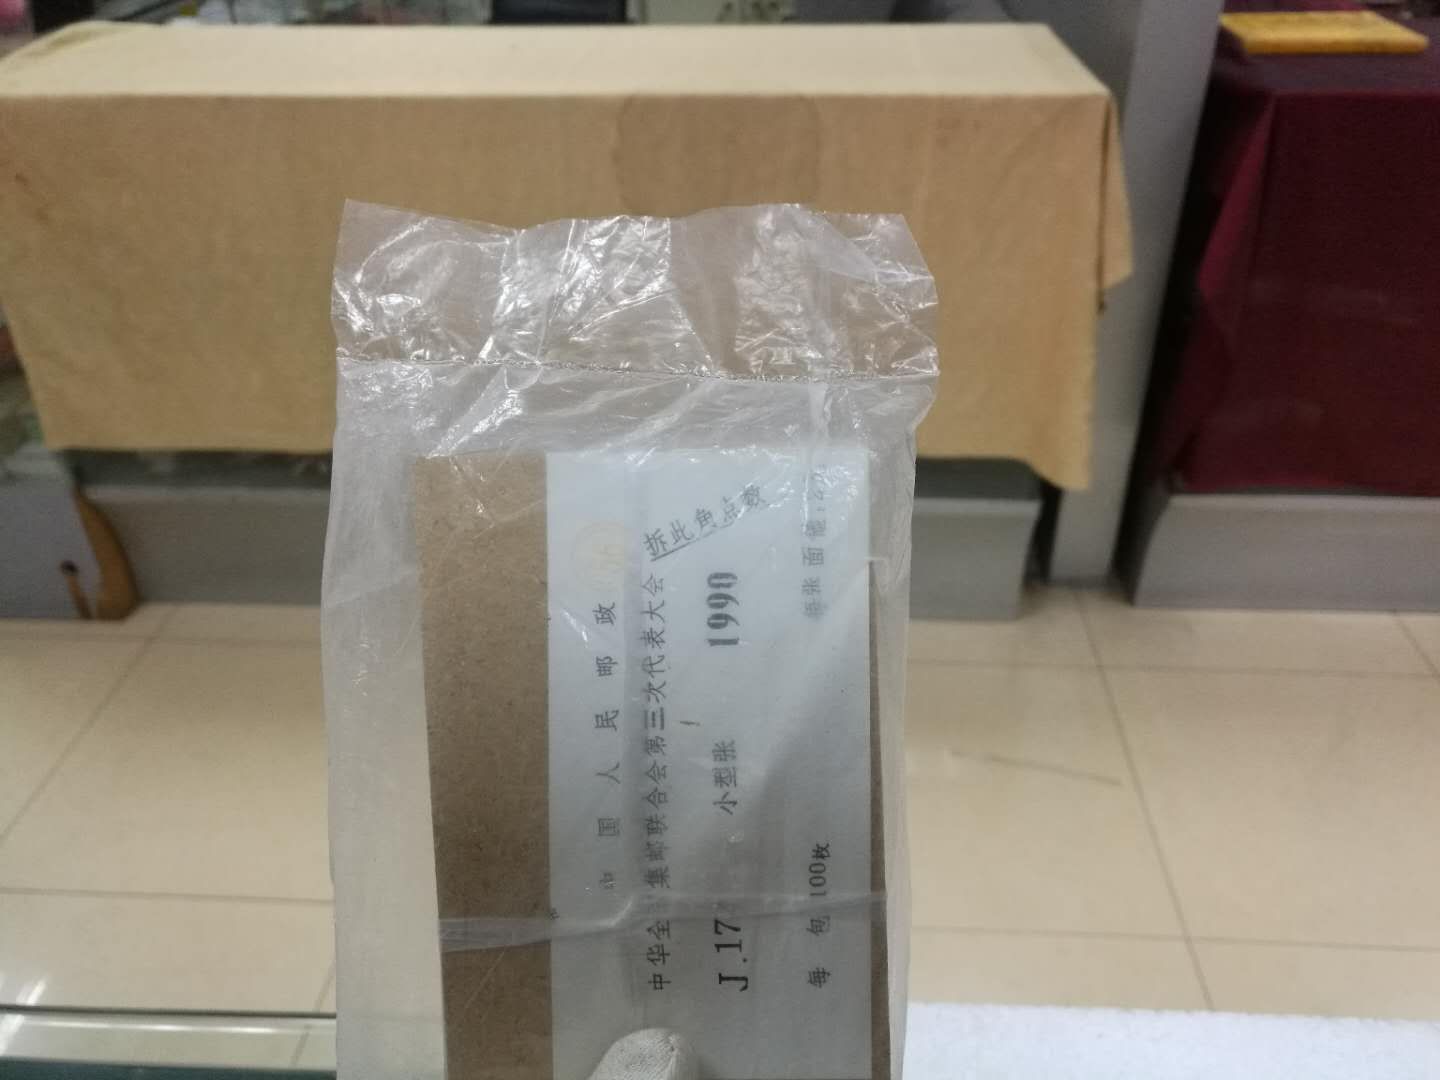 中国人民邮政
中华全国集邮联合会第三次代表大会
拆此角点数
J.17 小型张 1990
每包100枚 每张面值:2元